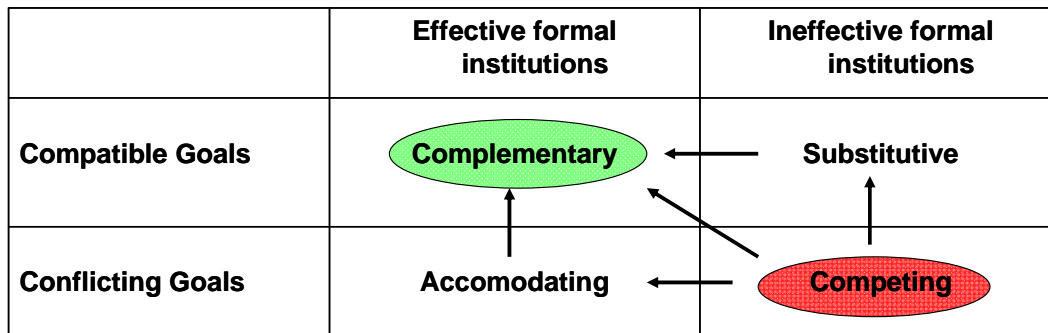 Effective formal
institutions
Ineffective formal
institutions
Compatible Goals
Complementary
Substitutive
Conflicting Goals
Accomodating
Competing